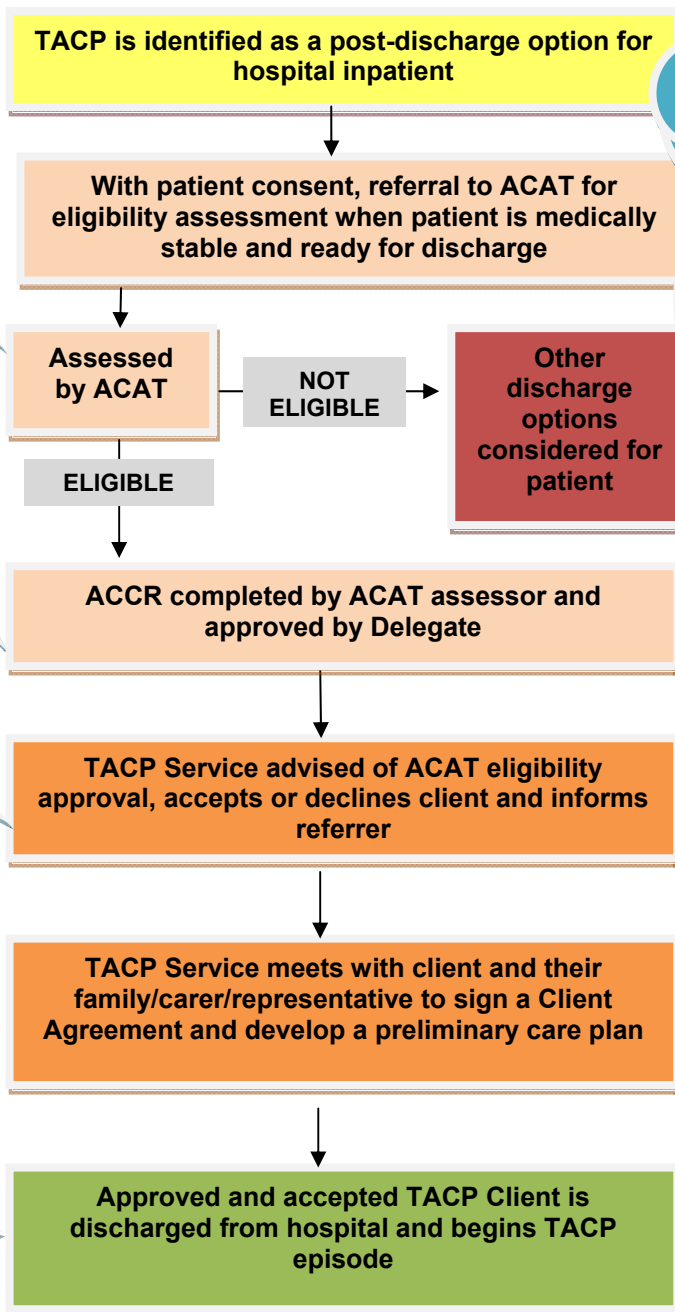 TACP is identified as a post-discharge option for
hospital inpatient
With patient consent, referral to ACAT for
eligibility assessment when patient is medically
stable and ready for discharge
Assessed
by ACAT
NOT
ELIGIBLE
Other
discharge
options
considered for
patient
ELIGIBLE
ACCR completed by ACAT assessor and
approved by Delegate
TACP Service advised of ACAT eligibility
approval, accepts or declines client and informs
referrer
TACP Service meets with client and their
family/carer/representative to sign a Client
Agreement and develop a preliminary care plan
Approved and accepted TACP Client is
discharged from hospital and begins TACP
episode